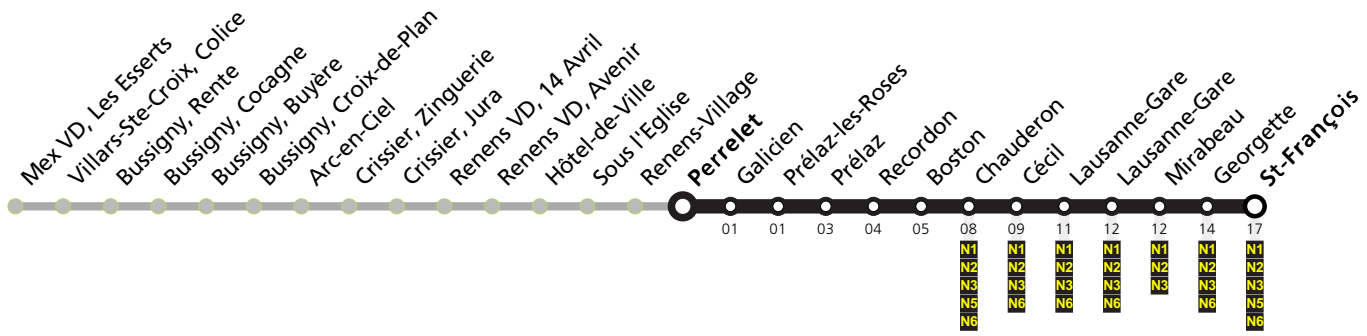 Mex VD, Les Esserts
Villars-Ste-Croix, Colice
Bussigny, Rente
Bussigny, Cocagne
Bussigny, Buyère
Bussigny, Croix-de-Plan
Arc-en-Ciel
Crissier, Zinguerie
Crissier, Jura
Renens VD, 14 Avril
Renens VD, Avenir
Hôtel-de-Ville
Sous l'Eglise
Renens-Village
Perrelet
Galicien
Prélaz-les-Roses
Prélaz
Recordon
Boston
Chauderon
Cécil
Lausanne-Gare
Lausanne-Gare
Mirabeau
Georgette
St-François
01 01 03 04 05 08 09 11 12 12 14 17
N1 N1 N1 N1 N1 N1 N1
N2 N2 N2 N2 N2 N2 N2
N3 N3 N3 N3 N3 N3 N3
N5 N6 N6 N6 N6 N5
N6 N6